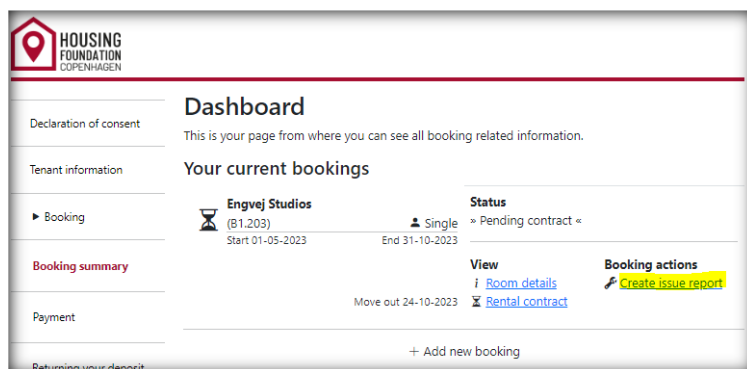 HOUSING
FOUNDATION
COPENHAGEN
Declaration of consent
Tenant information
▶ Booking
Booking summary
Payment
Returning your deposit
Dashboard
This is your page from where you can see all booking related information.
Your current bookings
Engvej Studios
(B1.203) Single
Start 01-05-2023 End 31-10-2023
Move out 24-10-2023
Status
» Pending contract «
View
i Room details
Rental contract
Booking actions
Create issue report
+ Add new booking